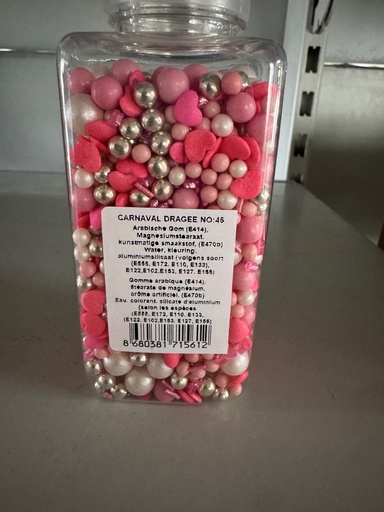 CARNAVAL DRAGEE NO:45
Arabische Gom (E414),
Magnesiumstearaat.
kunstmatige smaakstof, (E470b)
Water, kleuring.
aluminiumsilicaat (volgens soort
(E555, E172, E110, E133),
E122,E102,E153, E127, E155)
Gomme arabique (E414).
Stearate de magnésium,
arôme artificiel. (E470b)
Eau, colorant, silicate d'aluminium
(selon les espèces
(E555, E172, E110, E133,
(E122, E102,E153, E127, E155)
8 680381 715612